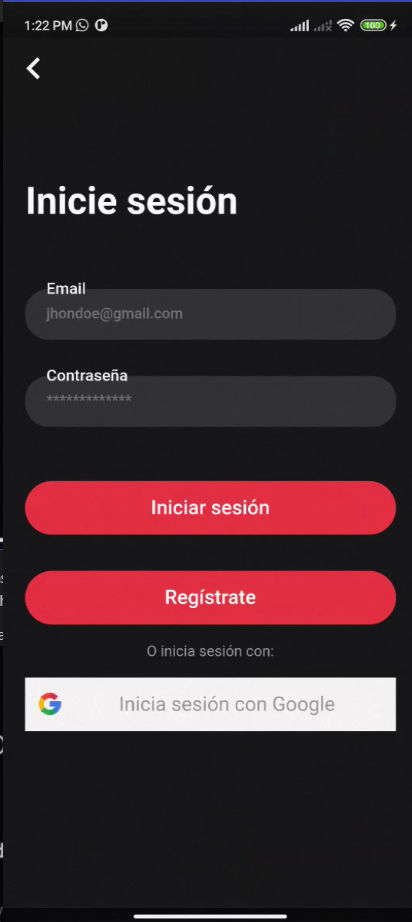 1:22 PM
100
Inicie sesión
Email
jhondoe@gmail.com
Contraseña
*************
Iniciar sesión
Regístrate
O inicia sesión con:
Inicia sesión con Google